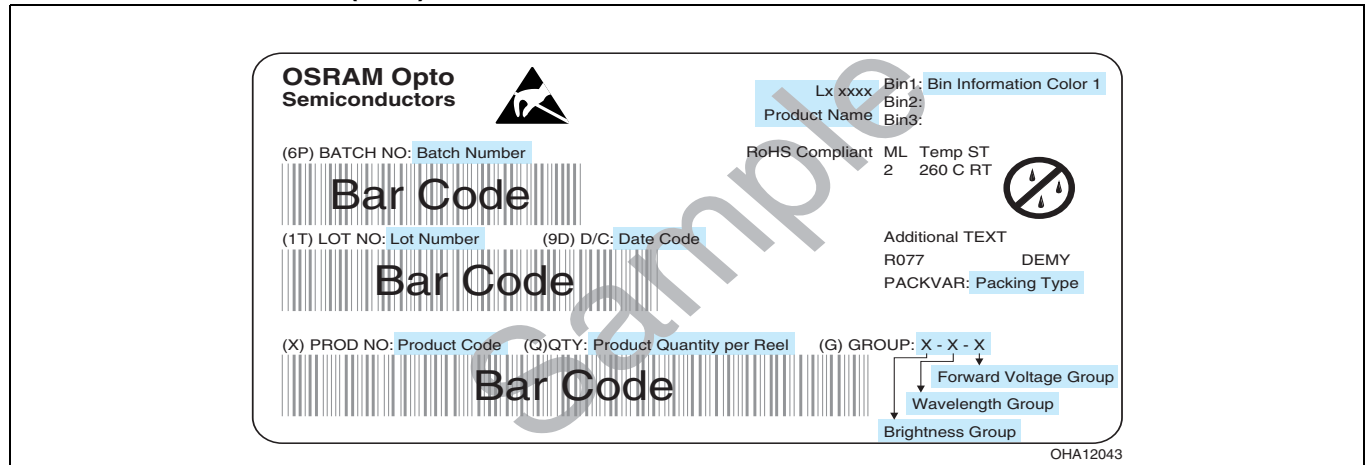 OSRAM Opto
Semiconductors
Lx xxxx
Product Name
Bin1: Bin Information Color 1
Bin2:
Bin3:
(6P) BATCH NO: Batch Number
Bar Code
RoHS Compliant
ML Temp ST
2 260 C RT
(1T) LOT NO: Lot Number (9D) D/C: Date Code
Bar Code
Additional TEXT
R077 DEMY
PACKVAR: Packing Type
(X) PROD NO: Product Code (Q)QTY: Product Quantity per Reel (G) GROUP: X - X - X
Bar Code
Forward Voltage Group
Wavelength Group
Brightness Group
Sample
OHA12043